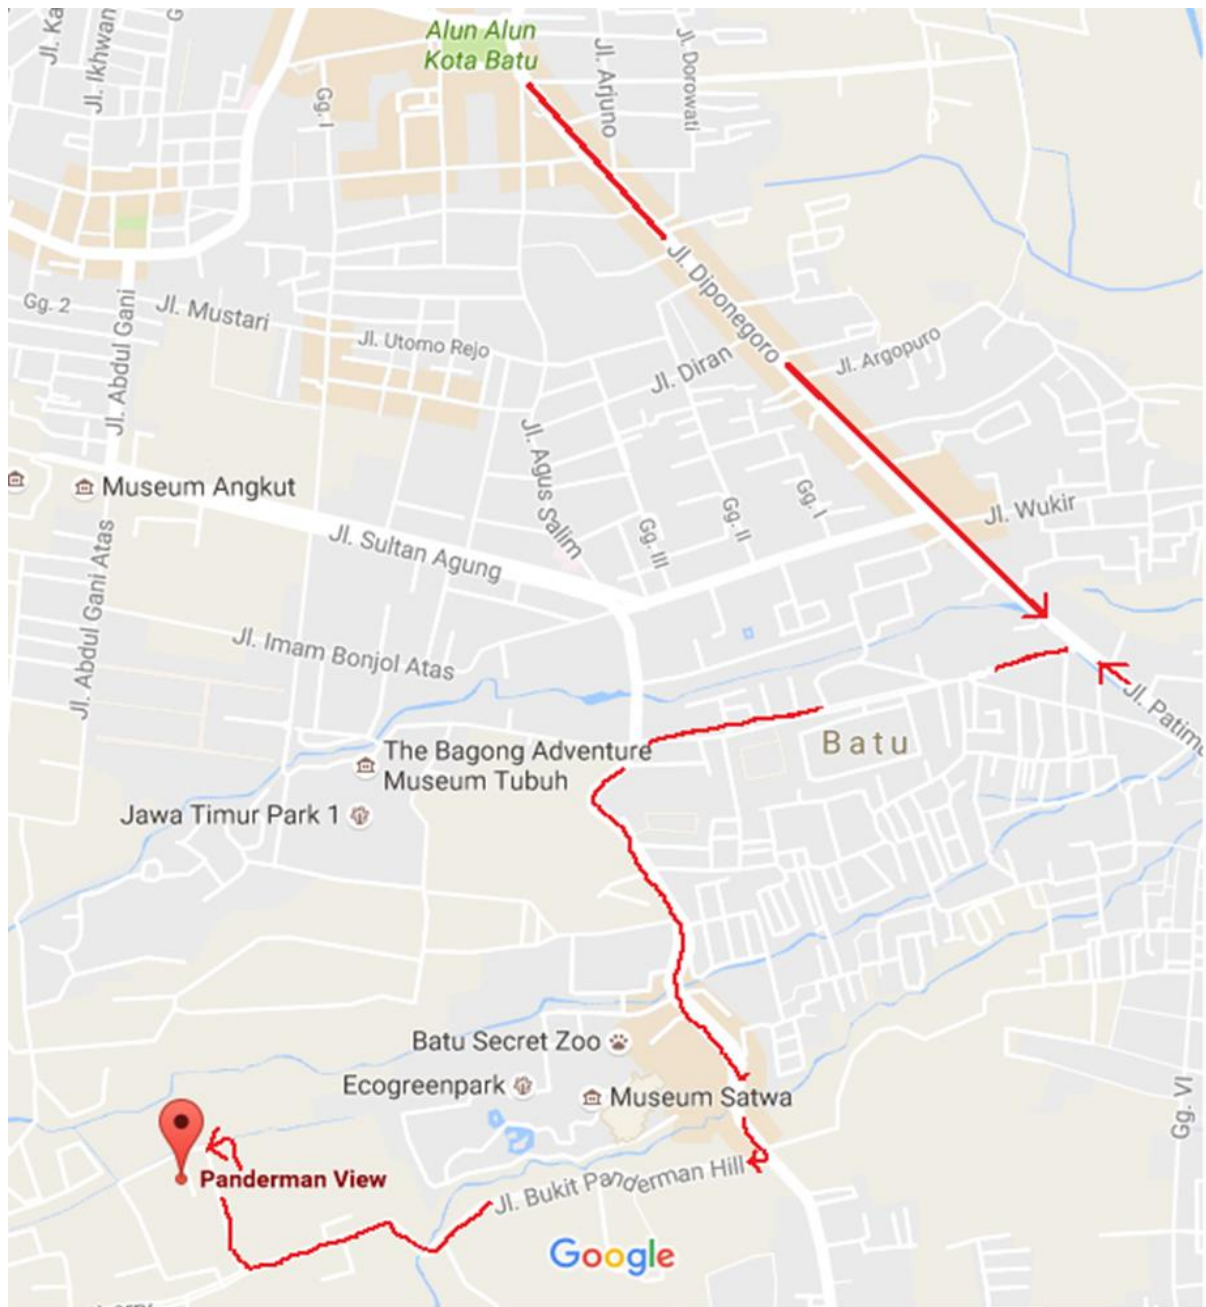 Alun Alun
Kota Batu
Jl. Ka
Jl. Ikhwan
G
Gg. I
Jl. Arjuno
Jl. Dorowati
Jl. Diponegoro
Gg. 2
Jl. Abdul Gani
Jl. Mustari
Jl. Utomo Rejo
Jl. Diran
Jl. Argopuro
Jl. Agus Salim
Museum Angkut
Gg. III
Gg. II
Gg. I
Jl. Wukir
Jl. Sultan Agung
Jl. Abdul Gani Atas
Jl. Imam Bonjol Atas
Jl. Patim
The Bagong Adventure
Museum Tubuh
Batu
Jawa Timur Park 1
Batu Secret Zoo
Ecogreenpark
Museum Satwa
Gg. VI
Panderman View
Jl. Bukit Panderman Hill
Google